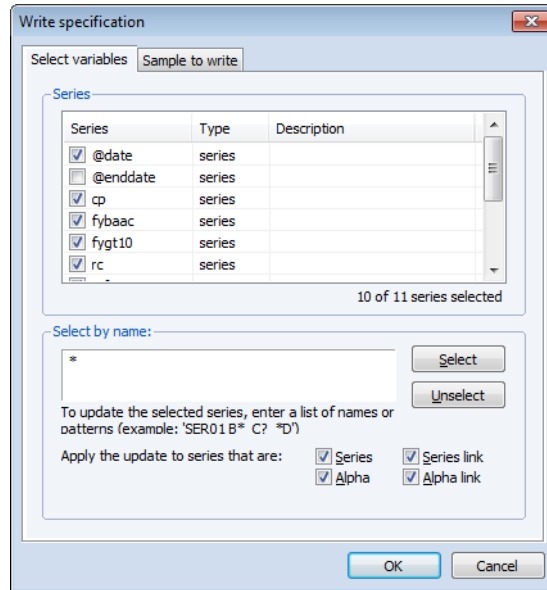 Write specification
Select variables Sample to write
Series
Series Type Description
@date series
@enddate series
cp series
fybaac series
fygt10 series
rc series
10 of 11 series selected
Select by name:
*
Select
Unselect
To update the selected series, enter a list of names or
patterns (example: 'SER01 B* C? *D')
Apply the update to series that are: Series Series link
Alpha Alpha link
OK Cancel